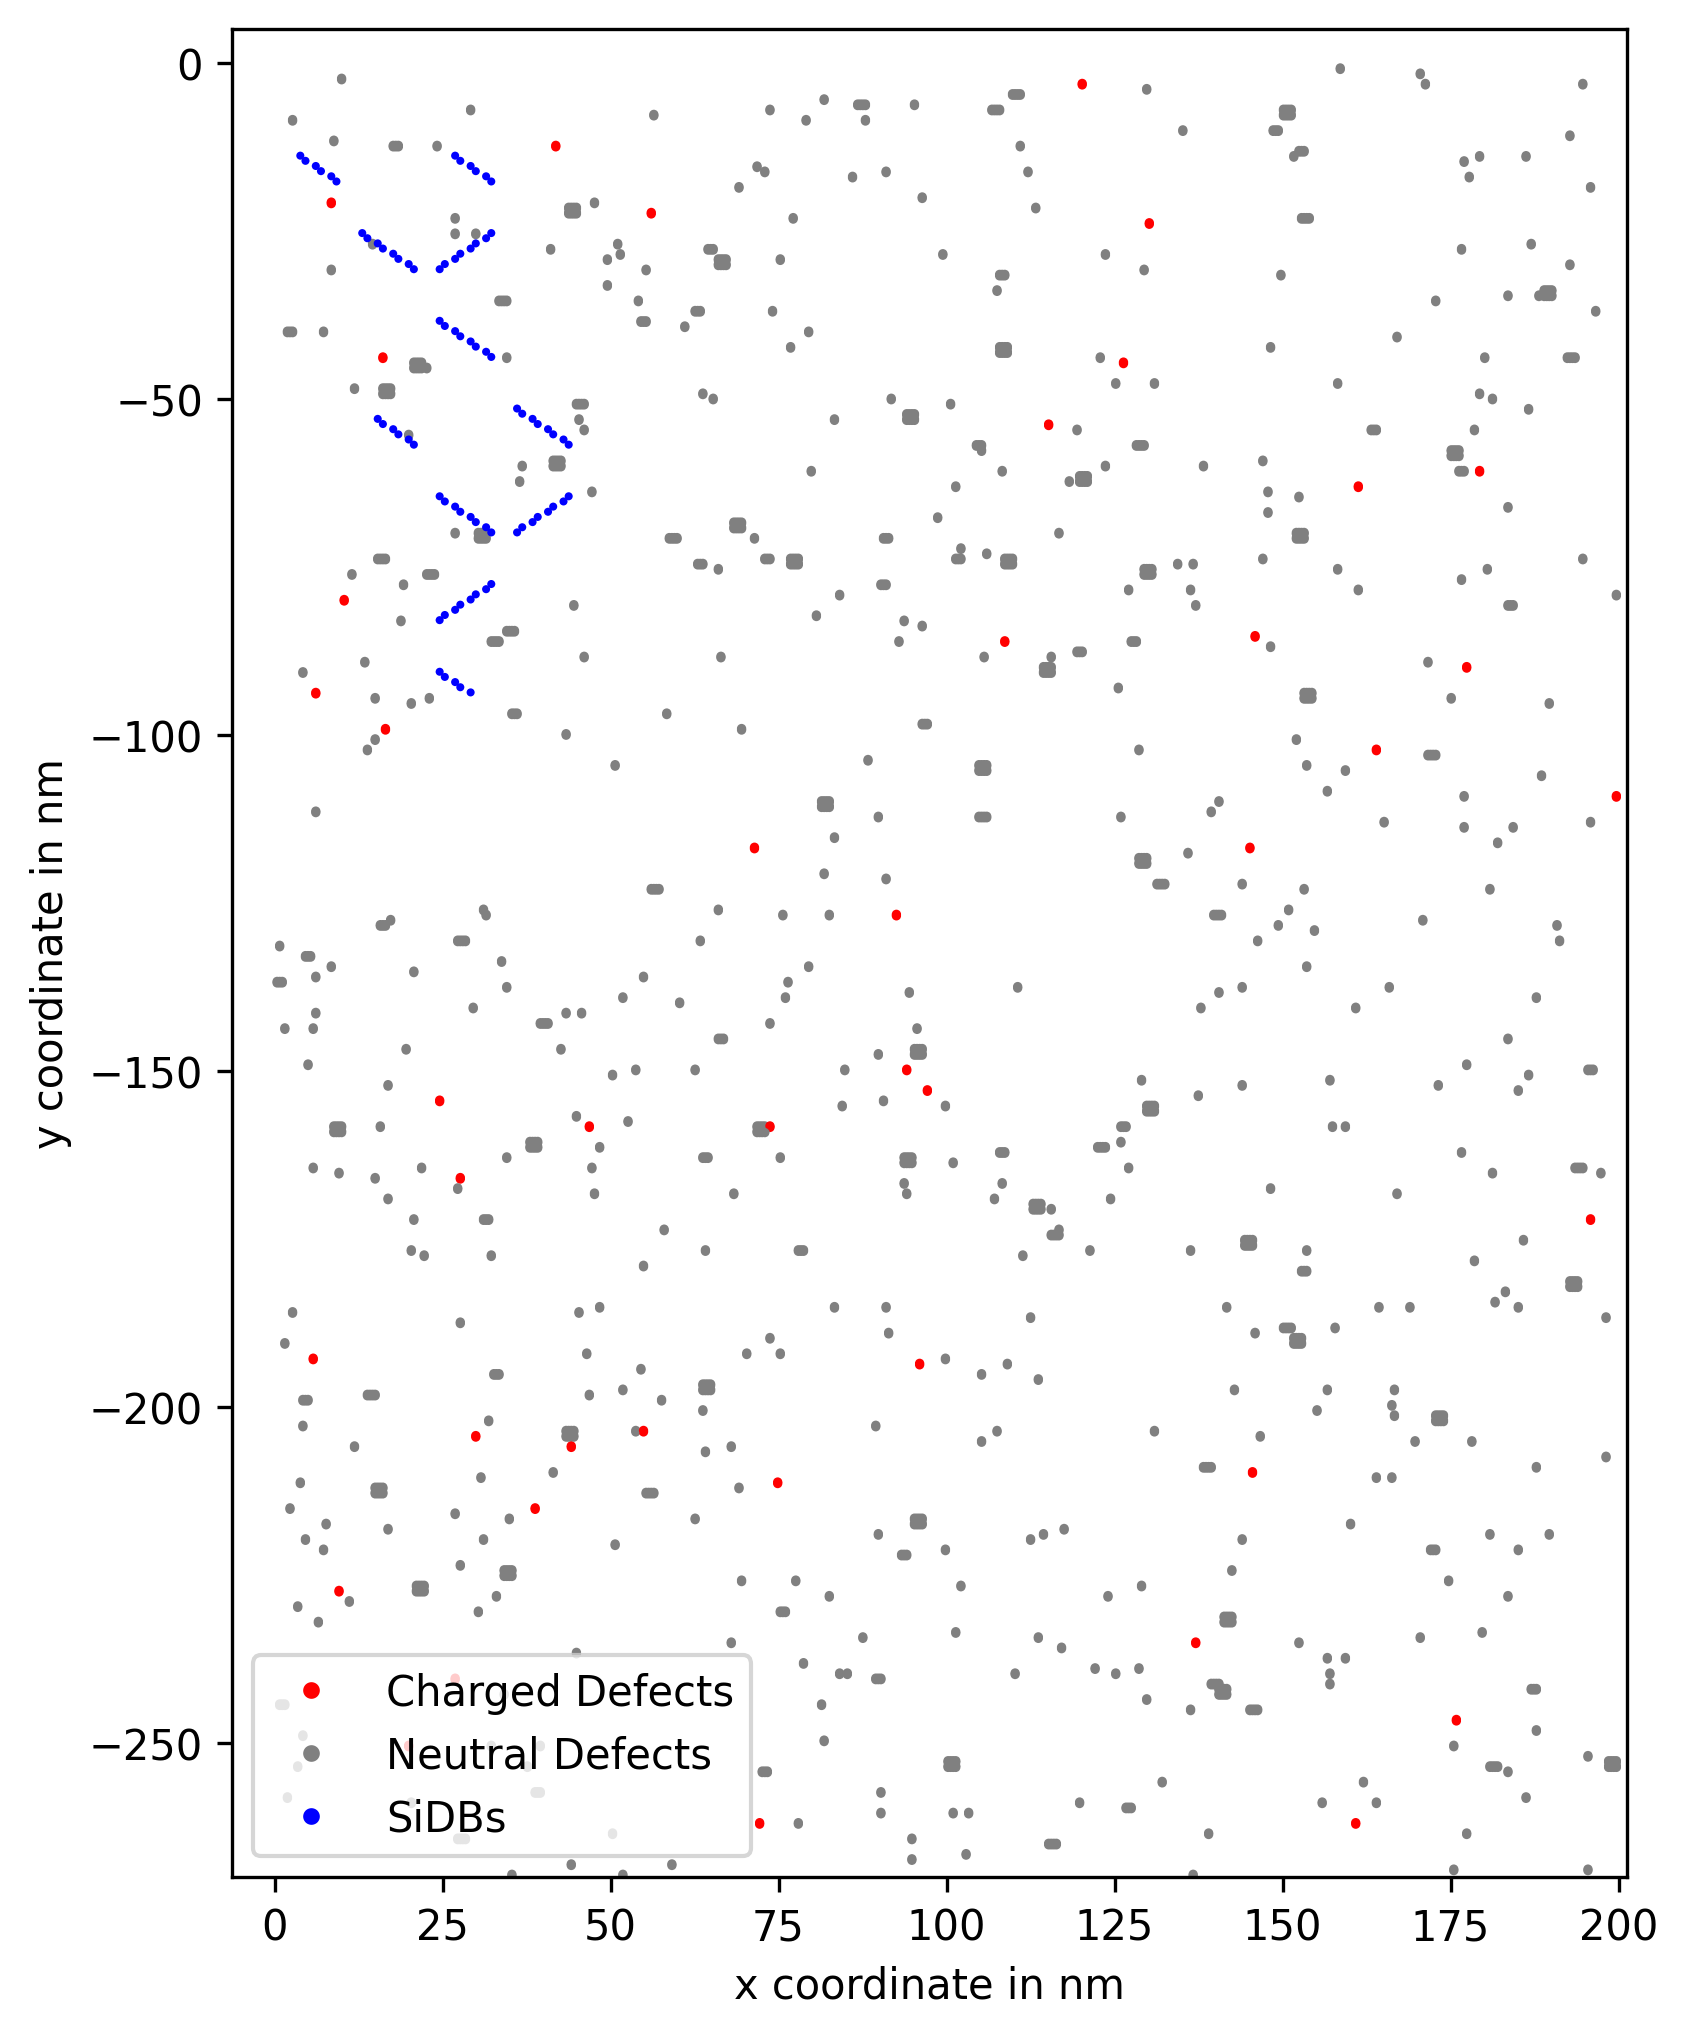 0
−50
−100
−150
−200
−250
y coordinate in nm
Charged Defects
Neutral Defects
SiDBs
0 25 50 75 100 125 150 175 200
x coordinate in nm